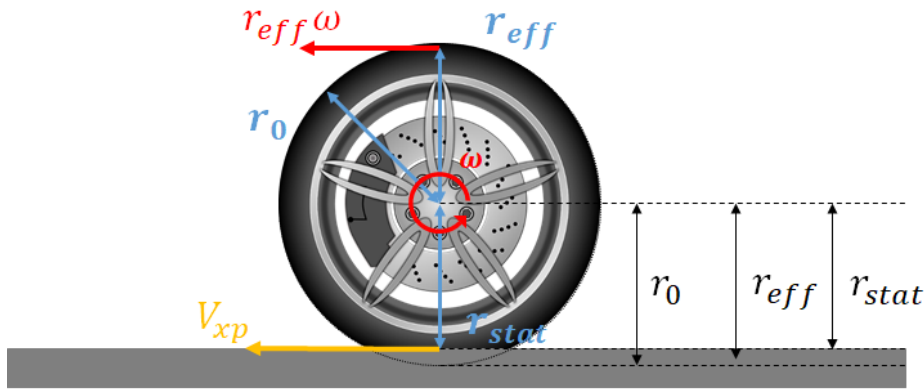 r_eff ω
r_eff
r_0
ω
r_0
r_eff
r_stat
V_xp
r_stat